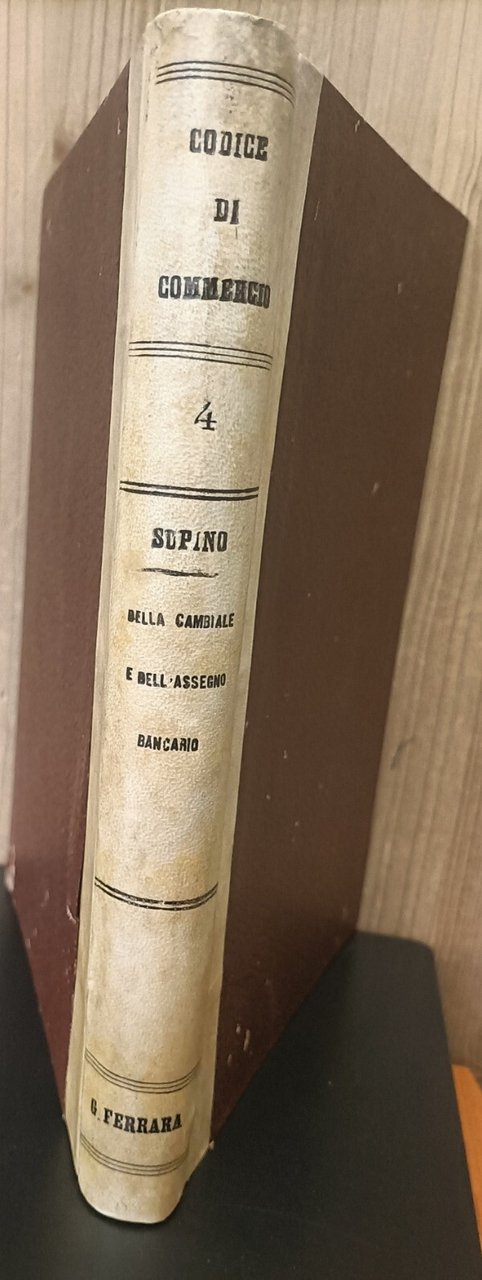 CODICE
DI
COMMERCIO
4
SUPINO
DELLA CAMBIALE
E DELL'ASSEGNO
BANCARIO
G. FERRARA